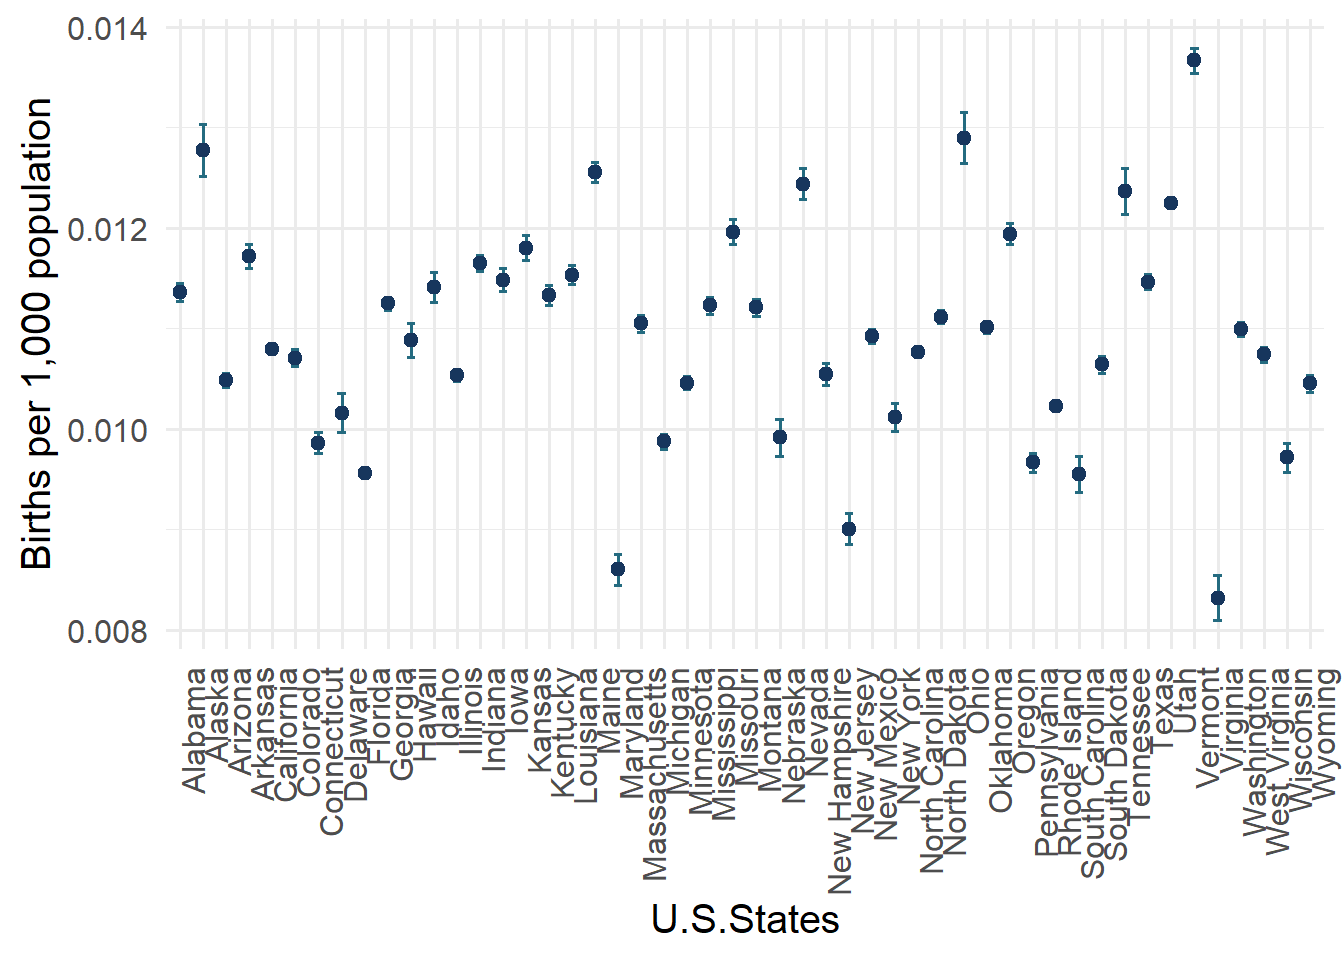 0.014
0.012
0.010
0.008
Births per 1,000 population
Alabama
Alaska
Arizona
Arkansas
California
Colorado
Connecticut
Delaware
Florida
Georgia
Hawaii
Idaho
Illinois
Indiana
Iowa
Kansas
Kentucky
Louisiana
Maine
Maryland
Massachusetts
Michigan
Minnesota
Mississippi
Missouri
Montana
Nebraska
Nevada
New Hampshire
New Jersey
New Mexico
New York
North Carolina
North Dakota
Ohio
Oklahoma
Oregon
Pennsylvania
Rhode Island
South Carolina
South Dakota
Tennessee
Texas
Utah
Vermont
Virginia
Washington
West Virginia
Wisconsin
Wyoming
U.S.States